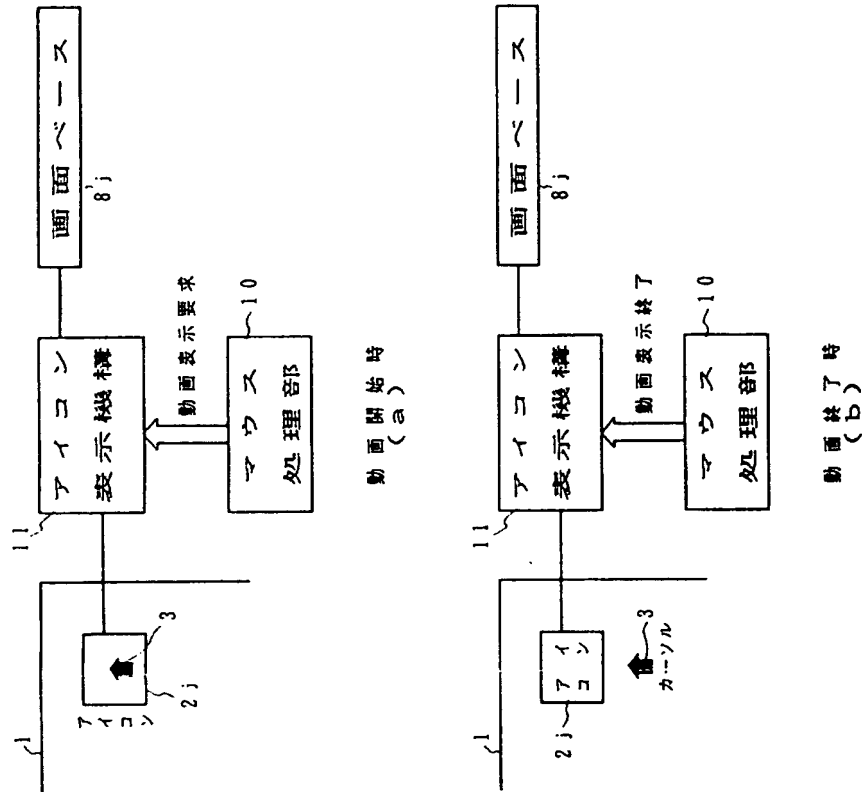 1
アイコン
2j
3
11
アイコン
表示機構
動画表示要求
10
マウス
処理部
画面ベース
8'j
動画開始時
(a)
1
アイ
コン
2j
3
カーソル
11
アイコン
表示機構
動画表示終了
10
マウス
処理部
画面ベース
8'j
動画終了時
(b)